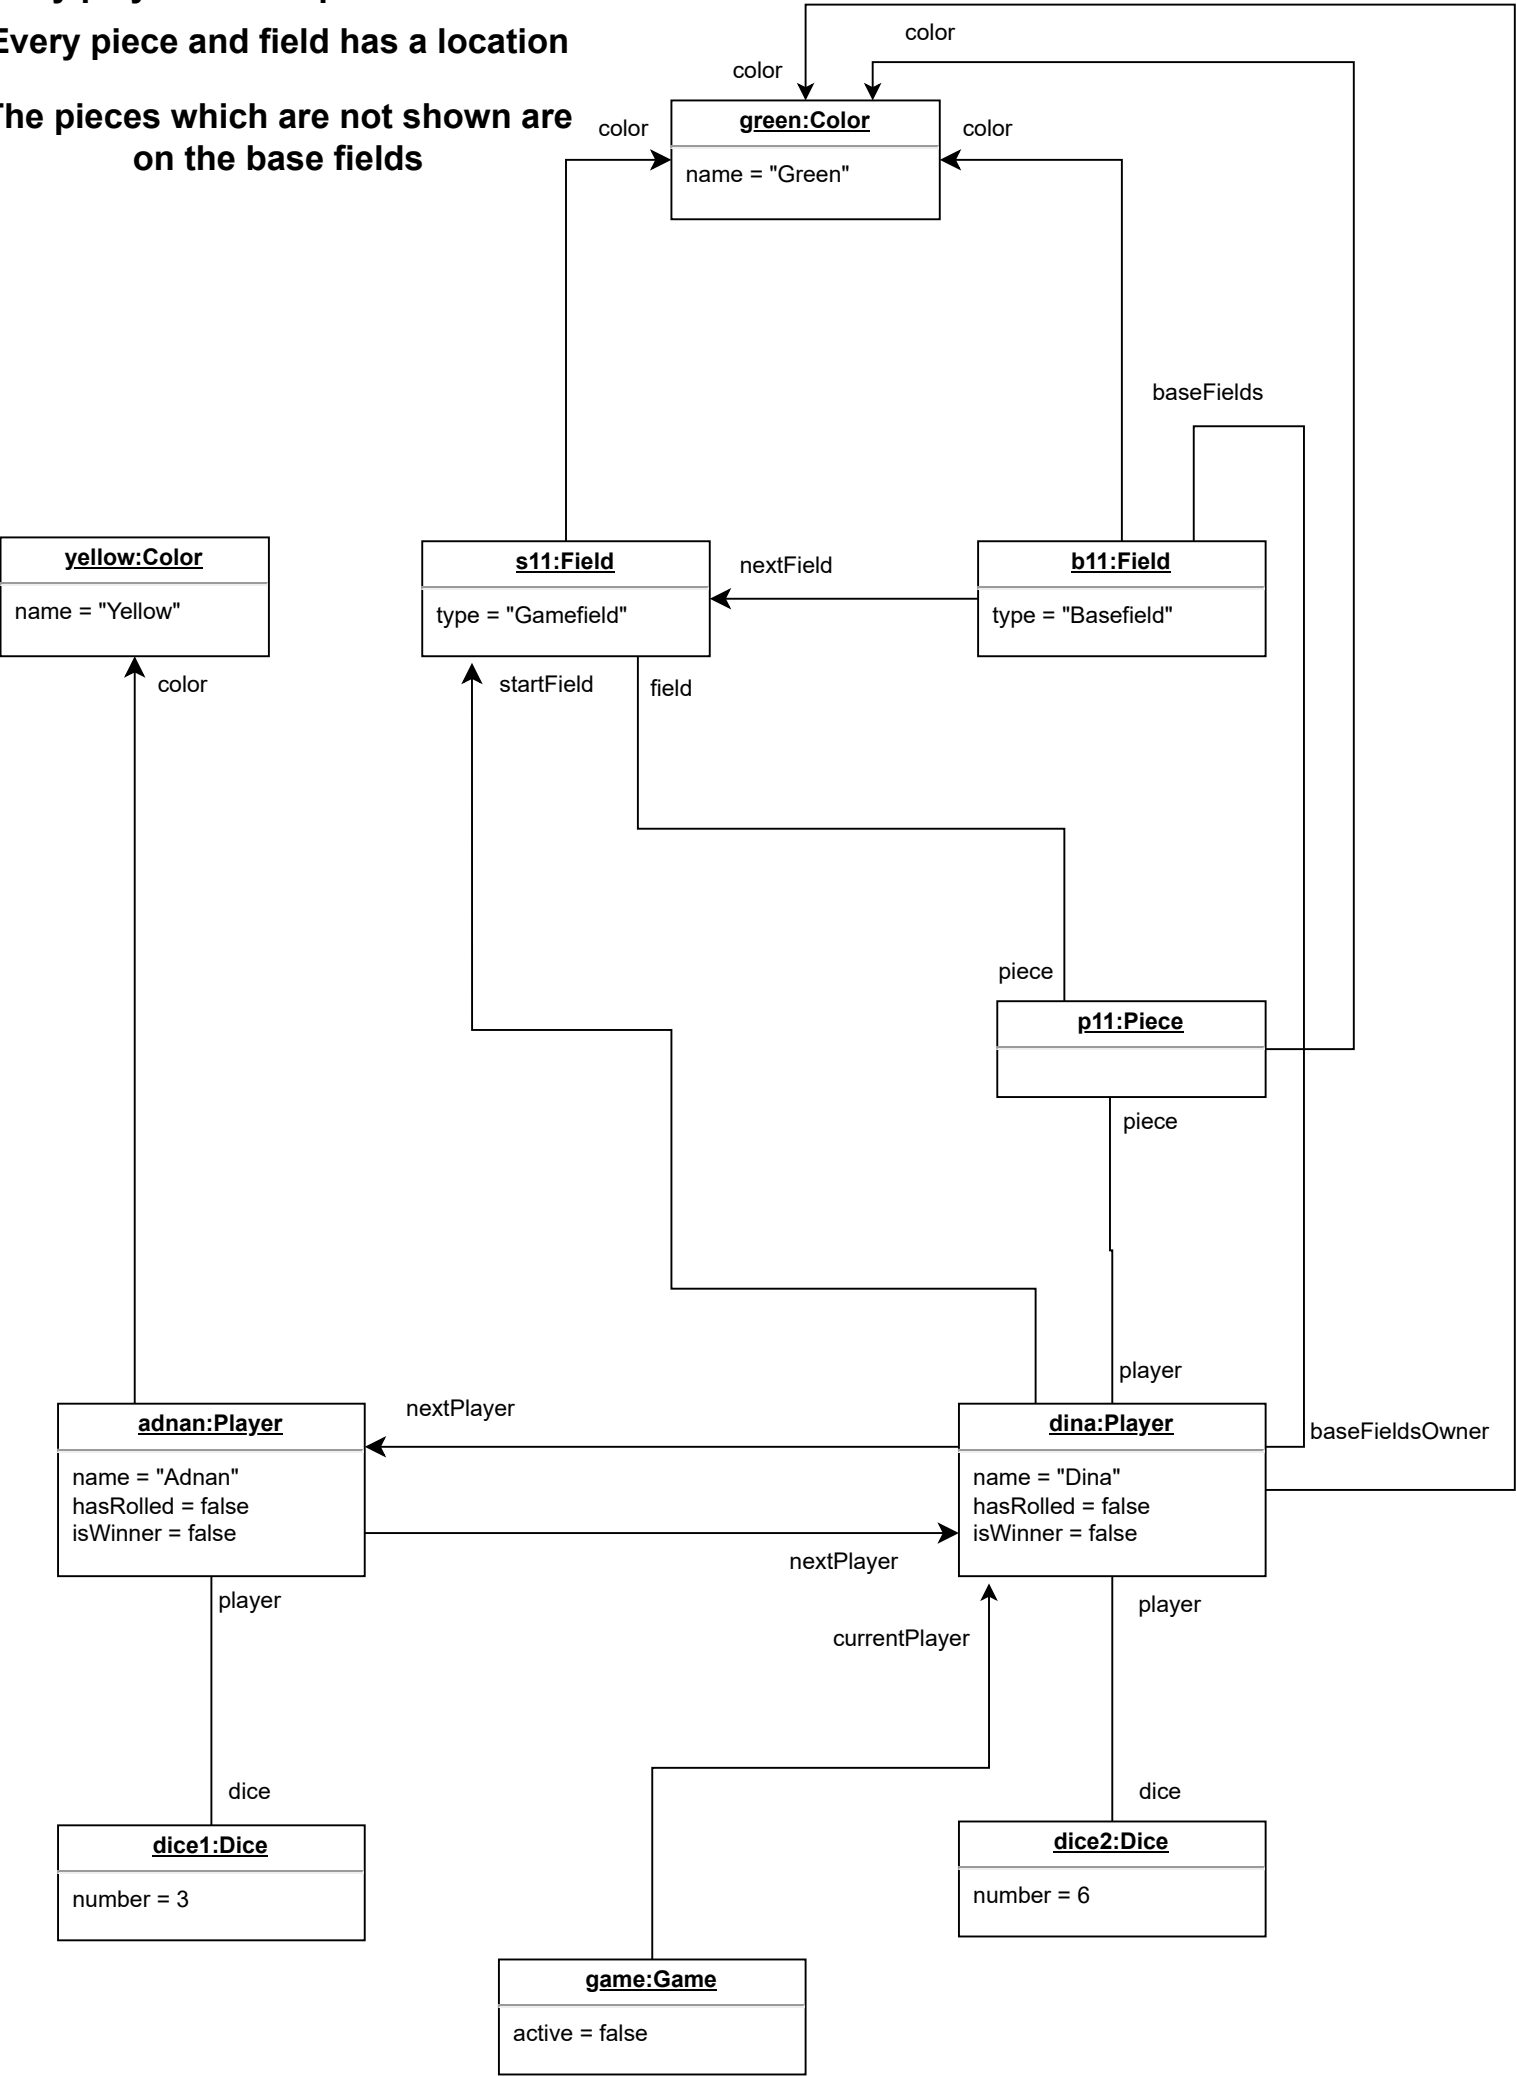 Every piece and field has a location
The pieces which are not shown are
on the base fields
color
color
color
green:Color
color
name = "Green"
baseFields
yellow:Color
name = "Yellow"
color
s11:Field
type = "Gamefield"
nextField
b11:Field
type = "Basefield"
startField
field
piece
p11:Piece
piece
player
nextPlayer
adnan:Player
name = "Adnan"
hasRolled = false
isWinner = false
dina:Player
name = "Dina"
hasRolled = false
isWinner = false
baseFieldsOwner
nextPlayer
player
player
currentPlayer
dice
dice
dice1:Dice
number = 3
dice2:Dice
number = 6
game:Game
active = false